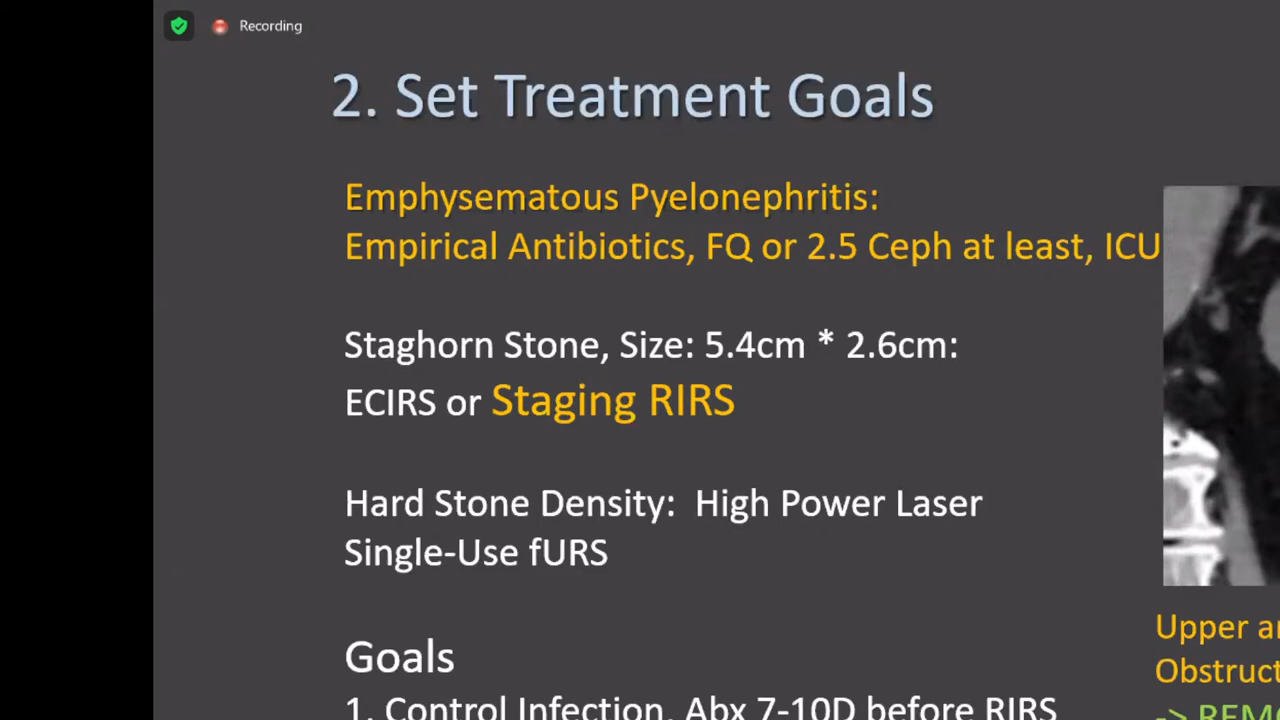 Recording
2. Set Treatment Goals
Emphysematous Pyelonephritis:
Empirical Antibiotics, FQ or 2.5 Ceph at least, ICU
Staghorn Stone, Size: 5.4cm * 2.6cm:
ECIRS or Staging RIRS
Hard Stone Density: High Power Laser
Single-Use fURS
Goals
1. Control Infection, Abx 7-10D before RIRS
Upper